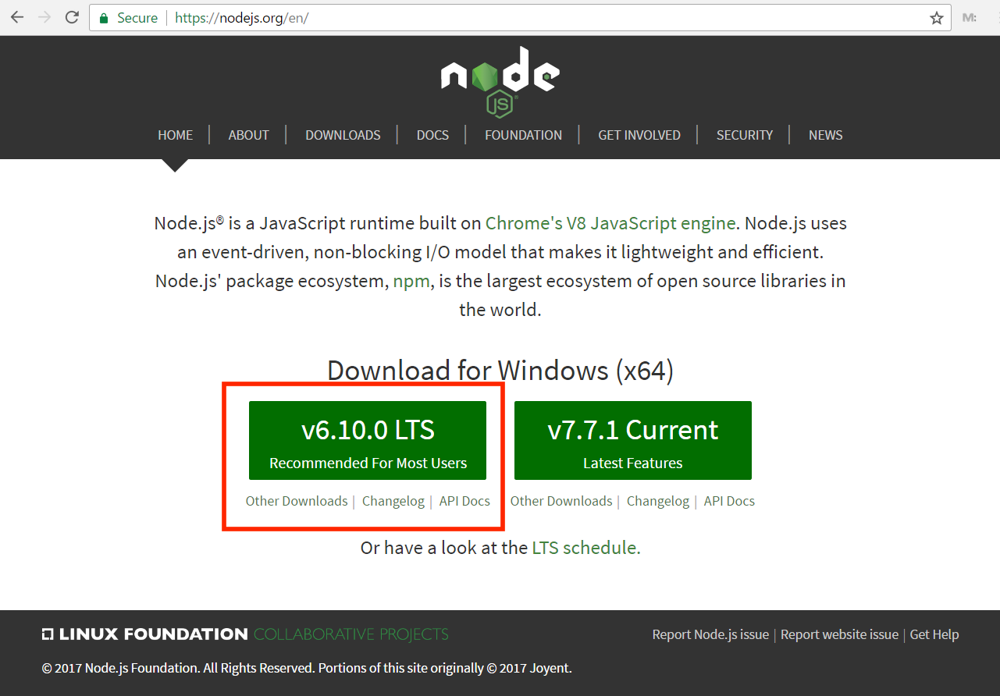 Secure | https://nodejs.org/en/ M:
node
JS®
HOME | ABOUT | DOWNLOADS | DOCS | FOUNDATION | GET INVOLVED | SECURITY | NEWS
Node.js® is a JavaScript runtime built on Chrome's V8 JavaScript engine. Node.js uses
an event-driven, non-blocking I/O model that makes it lightweight and efficient.
Node.js' package ecosystem, npm, is the largest ecosystem of open source libraries in
the world.
Download for Windows (x64)
v6.10.0 LTS
Recommended For Most Users
Other Downloads | Changelog | API Docs
v7.7.1 Current
Latest Features
Other Downloads | Changelog | API Docs
Or have a look at the LTS schedule.
LINUX FOUNDATION COLLABORATIVE PROJECTS
Report Node.js issue | Report website issue | Get Help
© 2017 Node.js Foundation. All Rights Reserved. Portions of this site originally © 2017 Joyent.